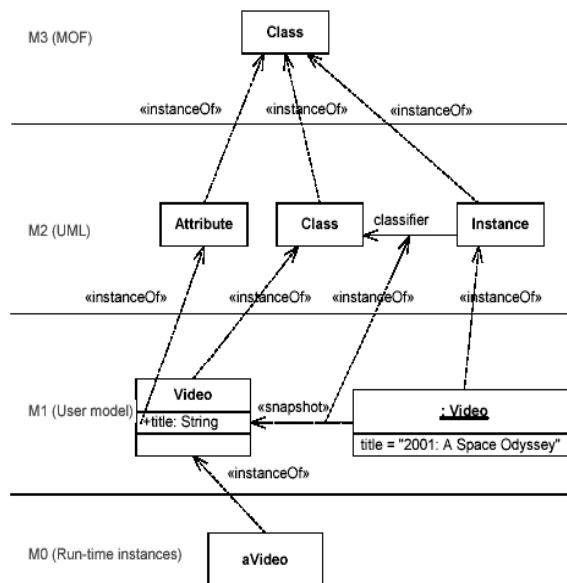 Class
M3 (MOF)
«instanceOf» «instanceOf» «instanceOf»
classifier
M2 (UML) Attribute Class Instance
«instanceOf» «instanceOf» «instanceOf» «instanceOf»
Video
«snapshot» : Video
M1 (User model) +title: String
title = "2001: A Space Odyssey"
«instanceOf»
M0 (Run-time instances) aVideo